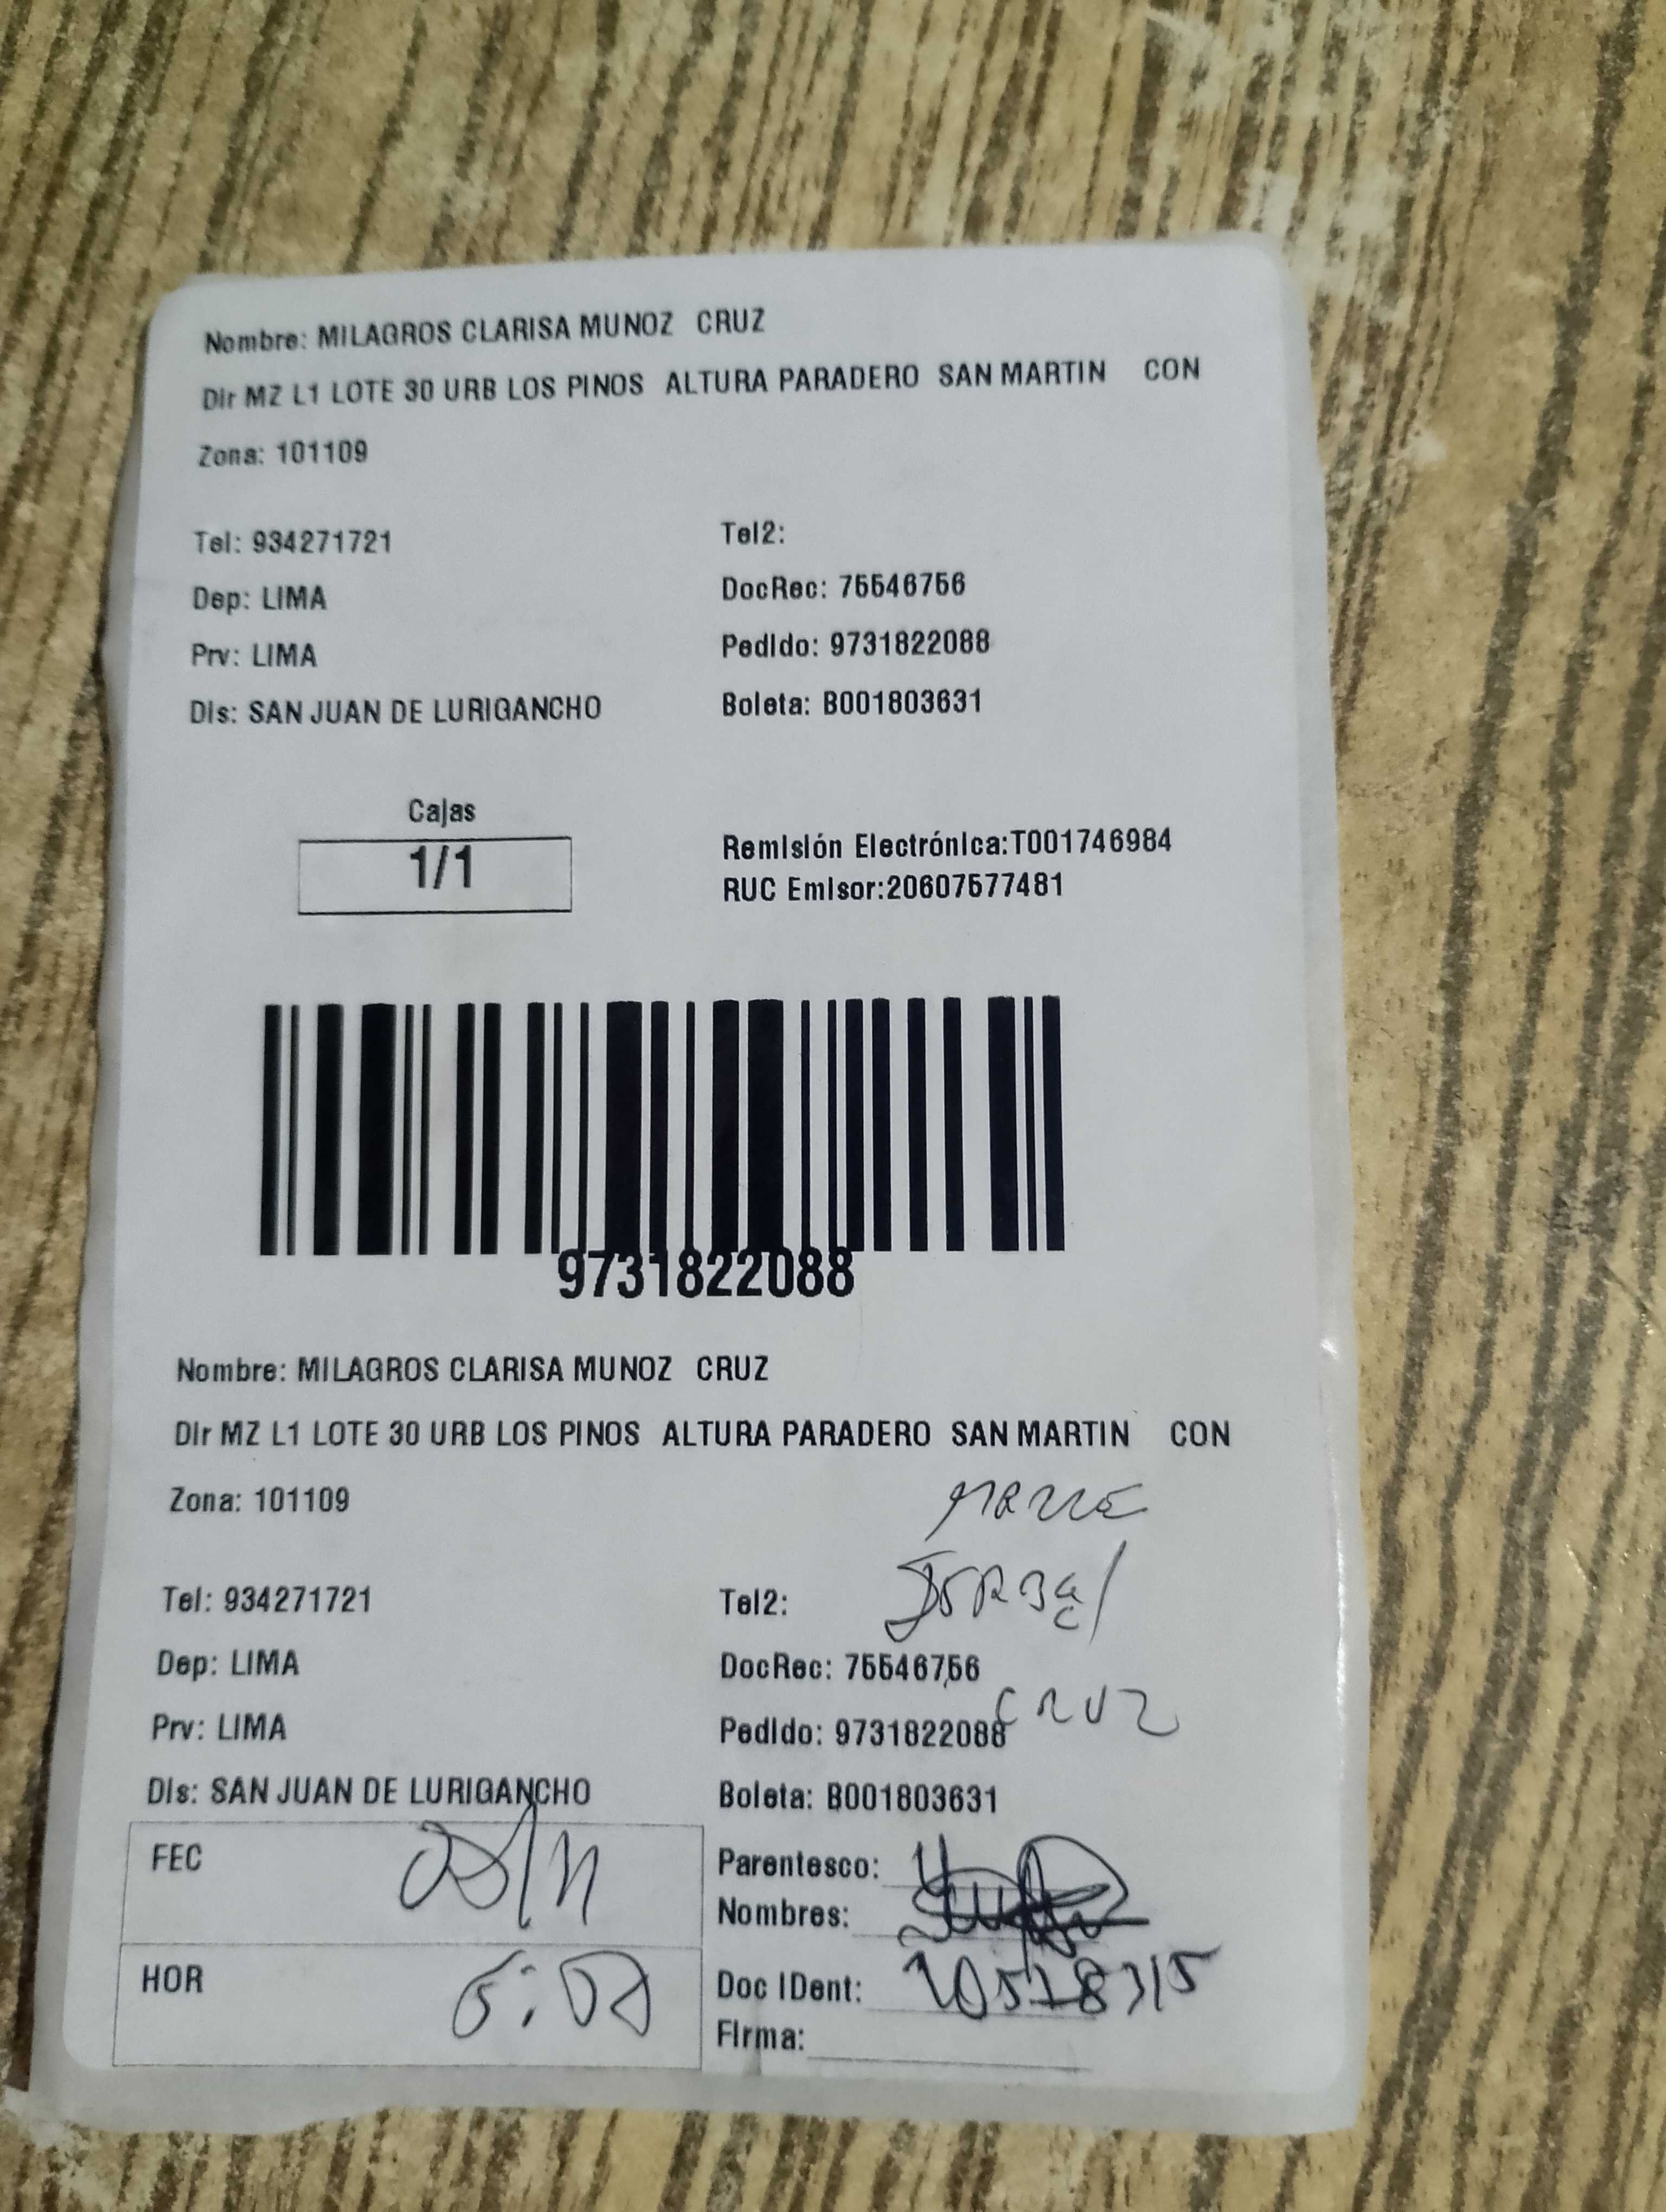 Nombre: MILAGROS CLARISA MUNOZ CRUZ
Dir MZ L1 LOTE 30 URB LOS PINOS ALTURA PARADERO SAN MARTIN CON
Zona: 101109
Tel: 934271721 Tel2:
Dep: LIMA DocRec: 75546756
Prv: LIMA Pedido: 9731822088
Dis: SAN JUAN DE LURIGANCHO Boleta: B001803631
Cajas
1/1
Remisión Electrónica:T001746984
RUC Emisor:20607577481
9731822088
Nombre: MILAGROS CLARISA MUNOZ CRUZ
Dir MZ L1 LOTE 30 URB LOS PINOS ALTURA PARADERO SAN MARTIN CON
Zona: 101109
Tel: 934271721 Tel2:
Dep: LIMA DocRec: 75546756
CRUZ
Prv: LIMA Pedido: 9731822088
Dis: SAN JUAN DE LURIGANCHO Boleta: B001803631
FEC
Parentesco:
Nombres:
HOR
Doc IDent:
Firma: